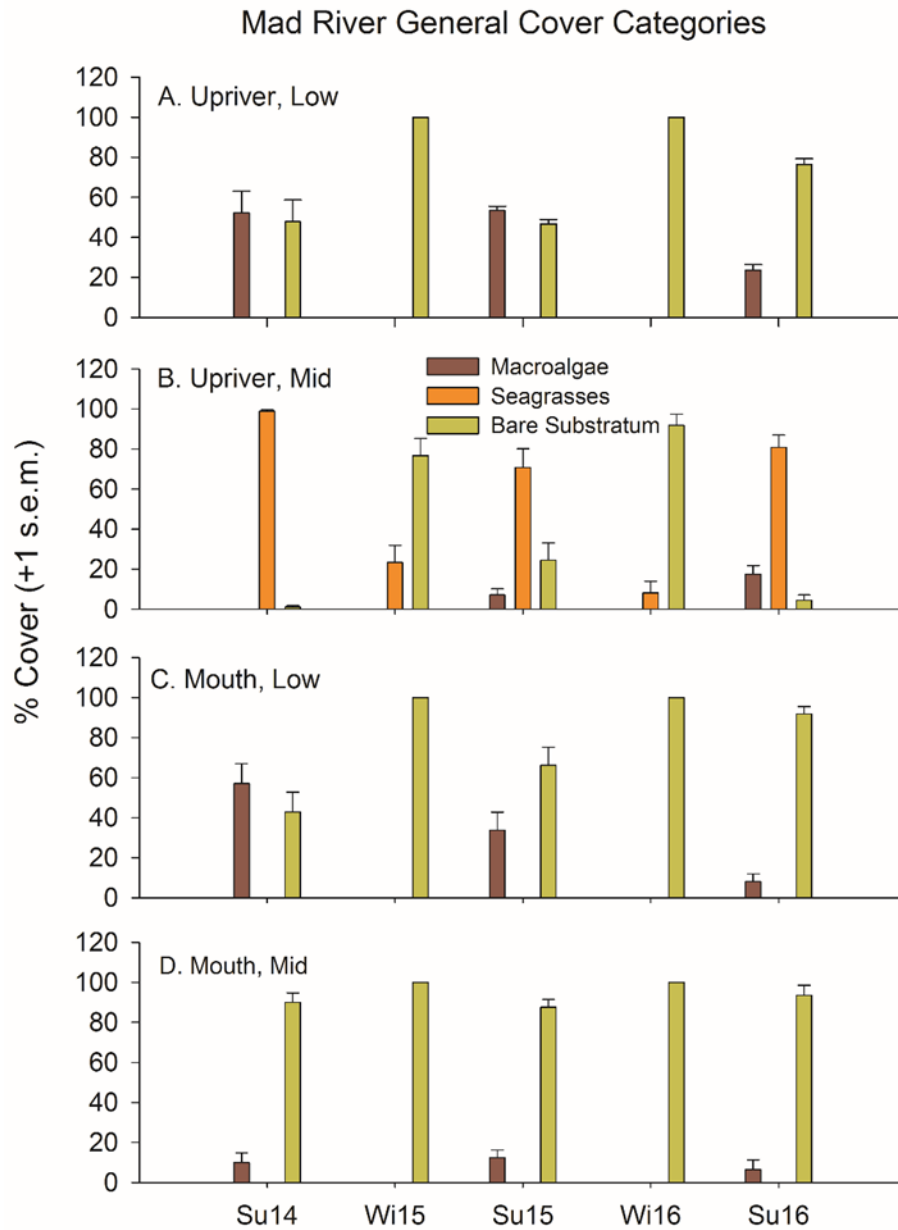 Mad River General Cover Categories
% Cover (+1 s.e.m.)
A. Upriver, Low
120
100
80
60
40
20
0
B. Upriver, Mid
Macroalgae
Seagrasses
Bare Substratum
120
100
80
60
40
20
0
C. Mouth, Low
120
100
80
60
40
20
0
D. Mouth, Mid
120
100
80
60
40
20
0
Su14 Wi15 Su15 Wi16 Su16